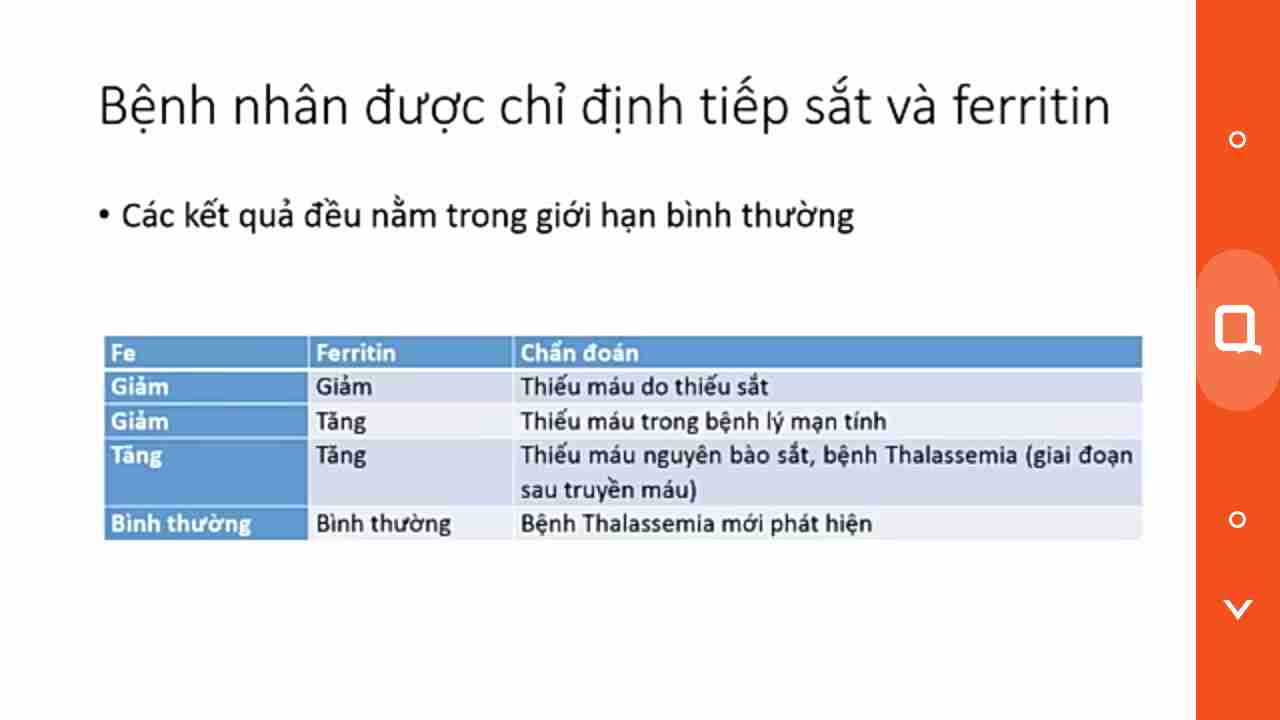 Bệnh nhân được chỉ định tiếp sắt và ferritin
• Các kết quả đều nằm trong giới hạn bình thường
Fe Ferritin Chẩn đoán
Giảm Giảm Thiếu máu do thiếu sắt
Giảm Tăng Thiếu máu trong bệnh lý mạn tính
Tăng Tăng Thiếu máu nguyên bào sắt, bệnh Thalassemia (giai đoạn
sau truyền máu)
Bình thường Bình thường Bệnh Thalassemia mới phát hiện